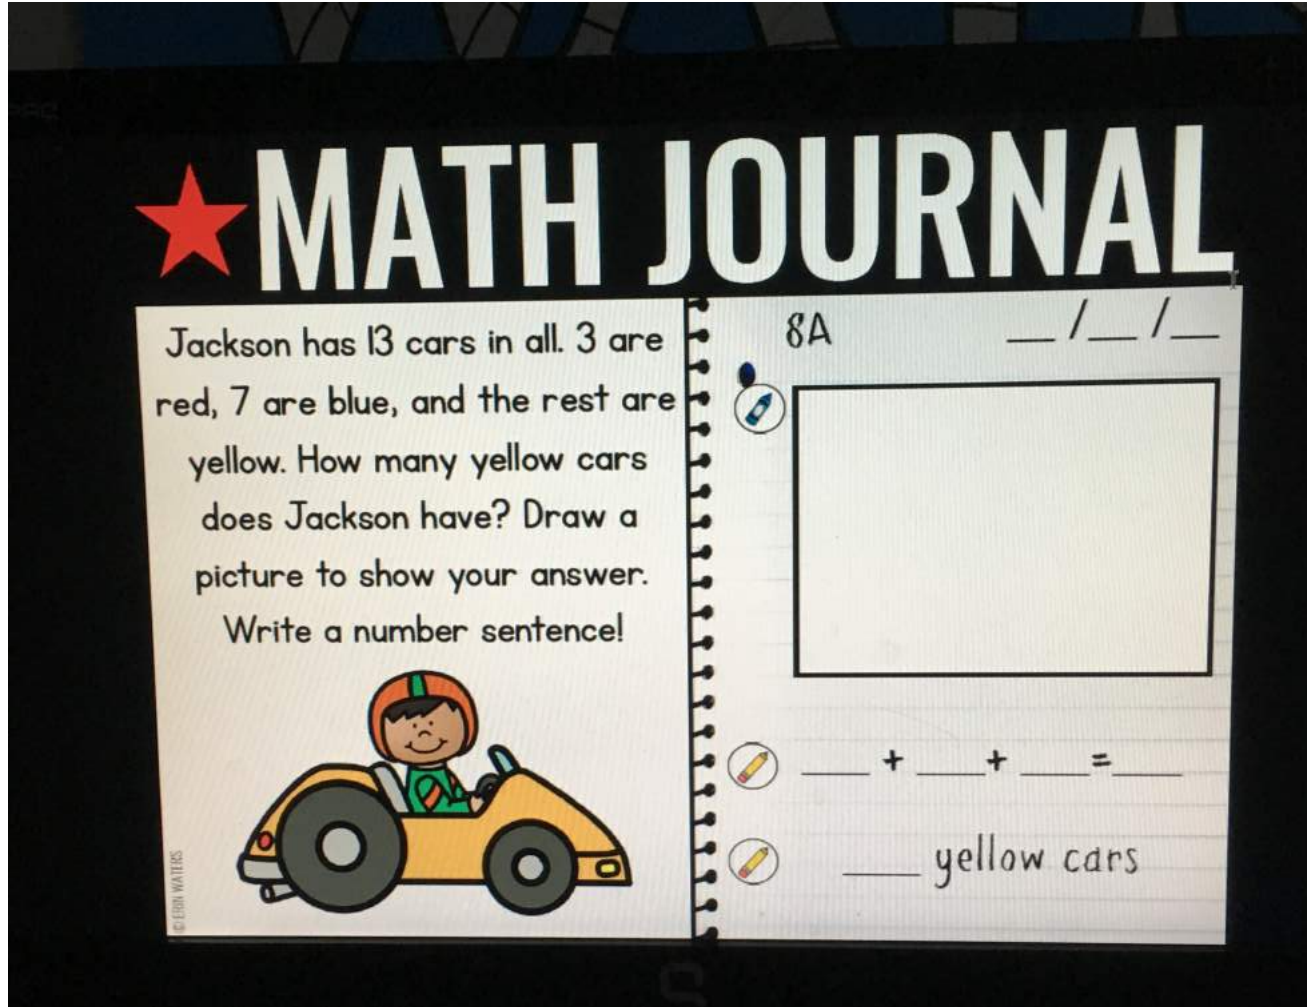 MATH JOURNAL
Jackson has 13 cars in all. 3 are
red, 7 are blue, and the rest are
yellow. How many yellow cars
does Jackson have? Draw a
picture to show your answer.
Write a number sentence!
© ERIN WATERS
8A __/__/__
___ + ___ + ___ = ___
___ yellow cars